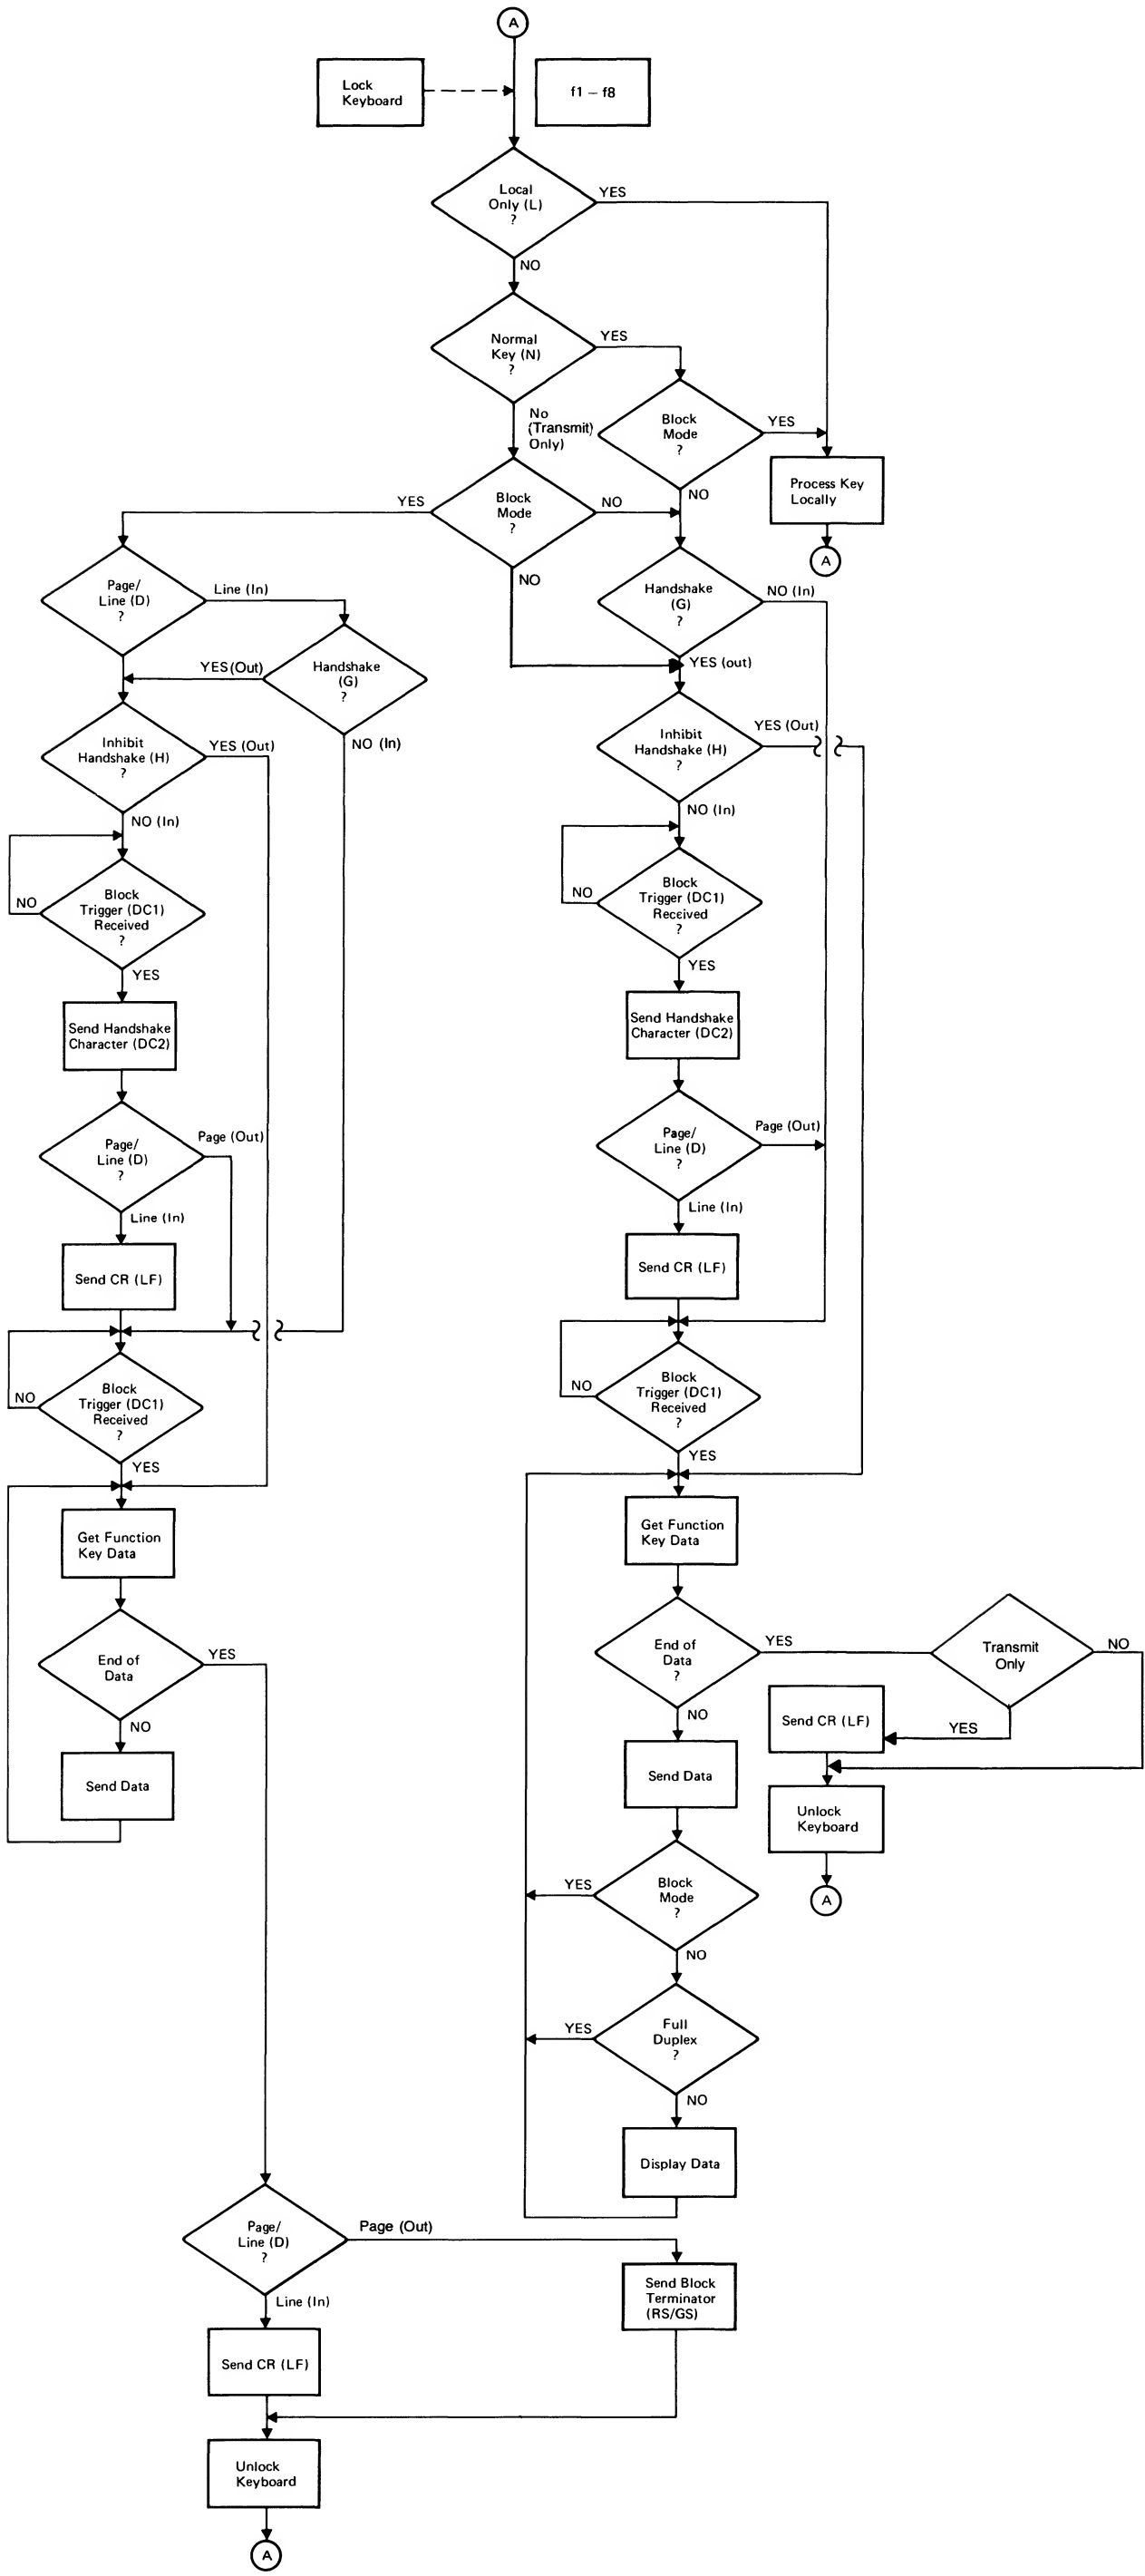 A
Lock
Keyboard
f1 – f8
Local
Only (L)
?
YES
NO
Normal
Key (N)
?
YES
No
(Transmit)
Only)
Block
Mode
?
YES
NO
Process Key
Locally
A
Block
Mode
?
YES
NO
NO
Page/
Line (D)
?
Line (In)
Handshake
(G)
?
YES(Out)
NO (In)
Handshake
(G)
?
NO (In)
YES (out)
Inhibit
Handshake (H)
?
YES (Out)
NO (In)
Inhibit
Handshake (H)
?
YES (Out)
NO (In)
Block
Trigger (DC1)
Received
?
NO
YES
Block
Trigger (DC1)
Received
?
NO
YES
Send Handshake
Character (DC2)
Send Handshake
Character (DC2)
Page/
Line (D)
?
Page (Out)
Line (In)
Page/
Line (D)
?
Page (Out)
Line (In)
Send CR (LF)
Send CR (LF)
Block
Trigger (DC1)
Received
?
NO
YES
Block
Trigger (DC1)
Received
?
NO
YES
Get Function
Key Data
Get Function
Key Data
End of
Data
YES
NO
End of
Data
?
YES
NO
Transmit
Only
NO
YES
Send CR (LF)
Send Data
Send Data
Unlock
Keyboard
A
Block
Mode
?
YES
NO
Full
Duplex
?
YES
NO
Display Data
Page/
Line (D)
?
Page (Out)
Line (In)
Send Block
Terminator
(RS/GS)
Send CR (LF)
Unlock
Keyboard
A